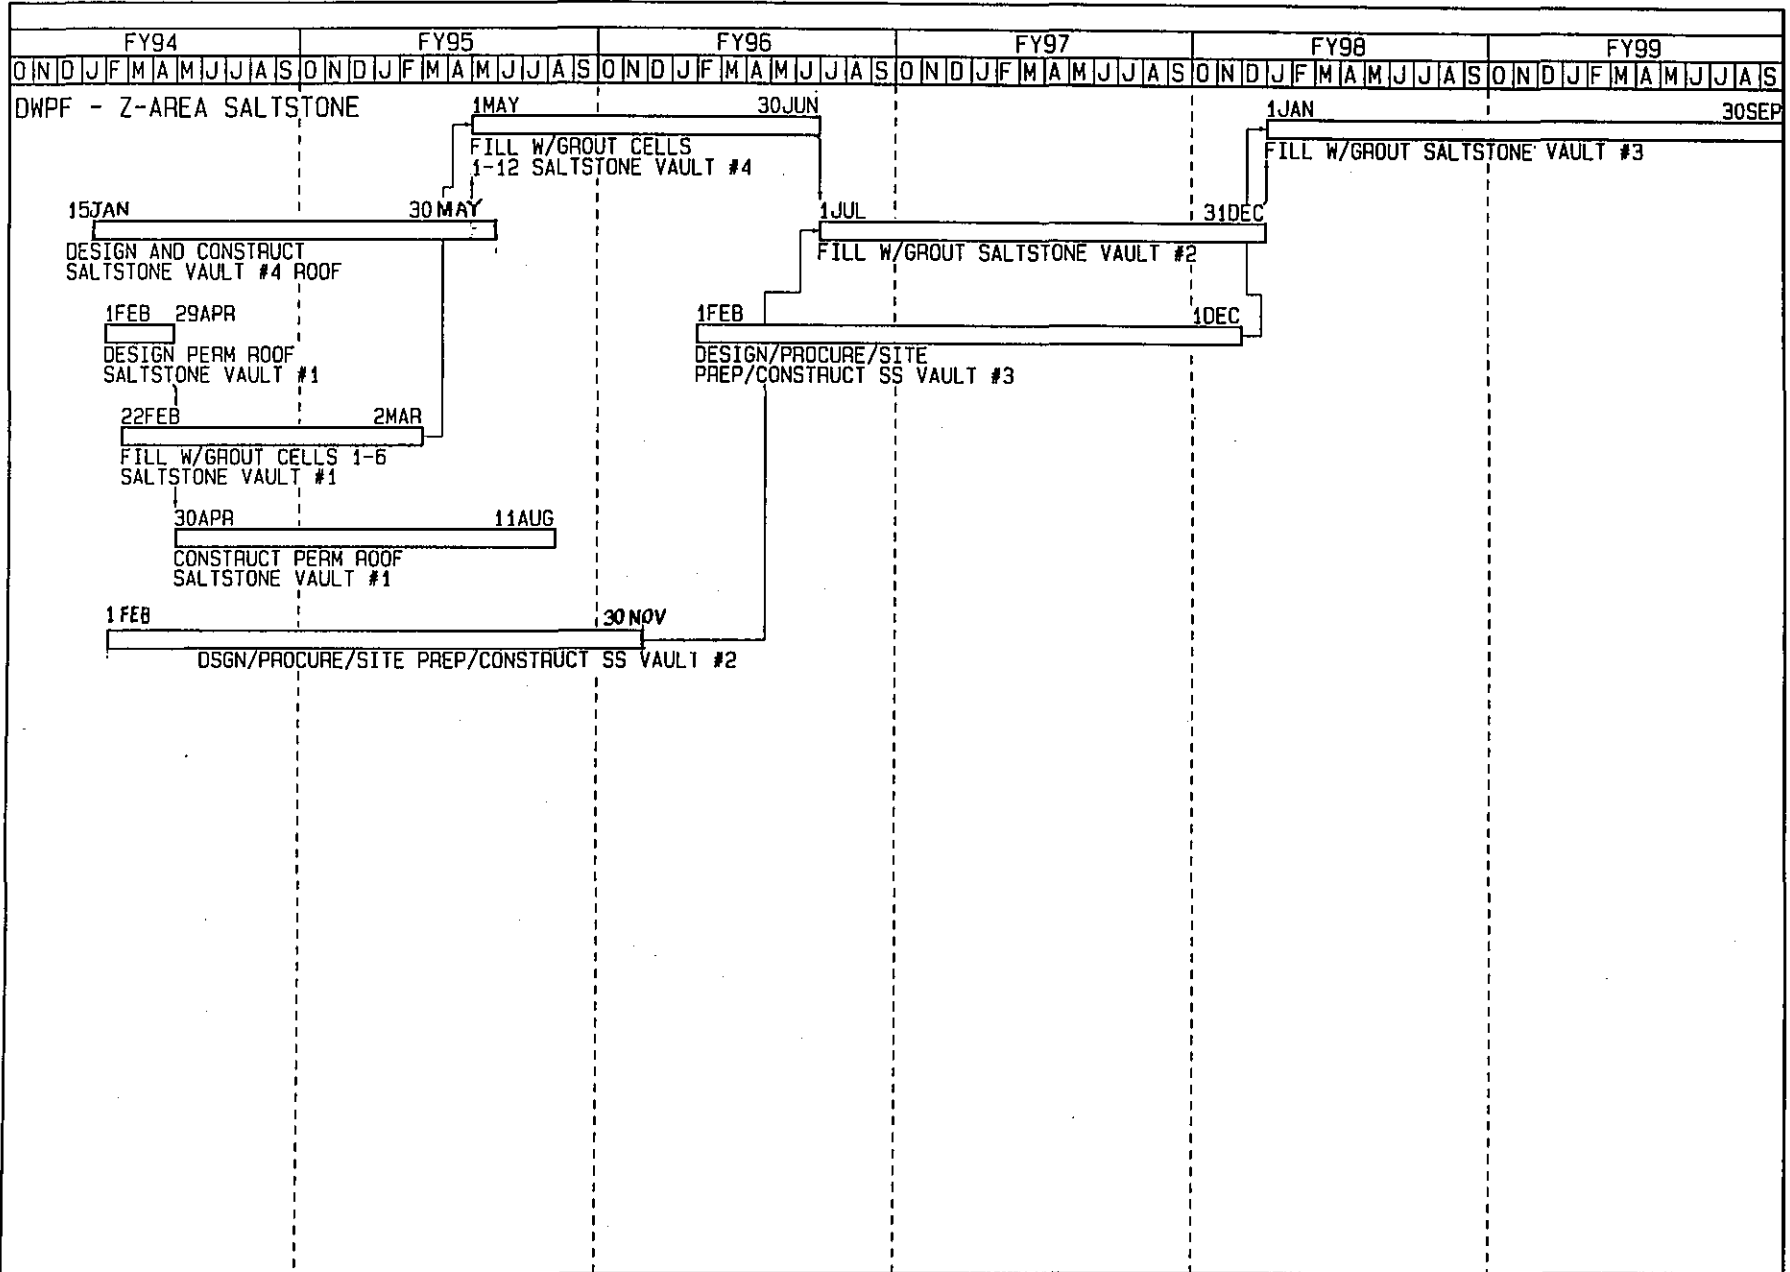 FY94 FY95 FY96 FY97 FY98 FY99
O N D J F M A M J J A S O N D J F M A M J J A S O N D J F M A M J J A S O N D J F M A M J J A S O N D J F M A M J J A S O N D J F M A M J J A S
DWPF - Z-AREA SALTSTONE
1MAY 30JUN
FILL W/GROUT CELLS
1-12 SALTSTONE VAULT #4
1JAN 30SEP
FILL W/GROUT SALTSTONE VAULT #3
15JAN 30 MAY
DESIGN AND CONSTRUCT
SALTSTONE VAULT #4 ROOF
1JUL 31DEC
FILL W/GROUT SALTSTONE VAULT #2
1FEB 29APR
DESIGN PERM ROOF
SALTSTONE VAULT #1
1FEB 1DEC
DESIGN/PROCURE/SITE
PREP/CONSTRUCT SS VAULT #3
22FEB 2MAR
FILL W/GROUT CELLS 1-6
SALTSTONE VAULT #1
30APR 11AUG
CONSTRUCT PERM ROOF
SALTSTONE VAULT #1
1 FEB 30 NOV
DSGN/PROCURE/SITE PREP/CONSTRUCT SS VAULT #2